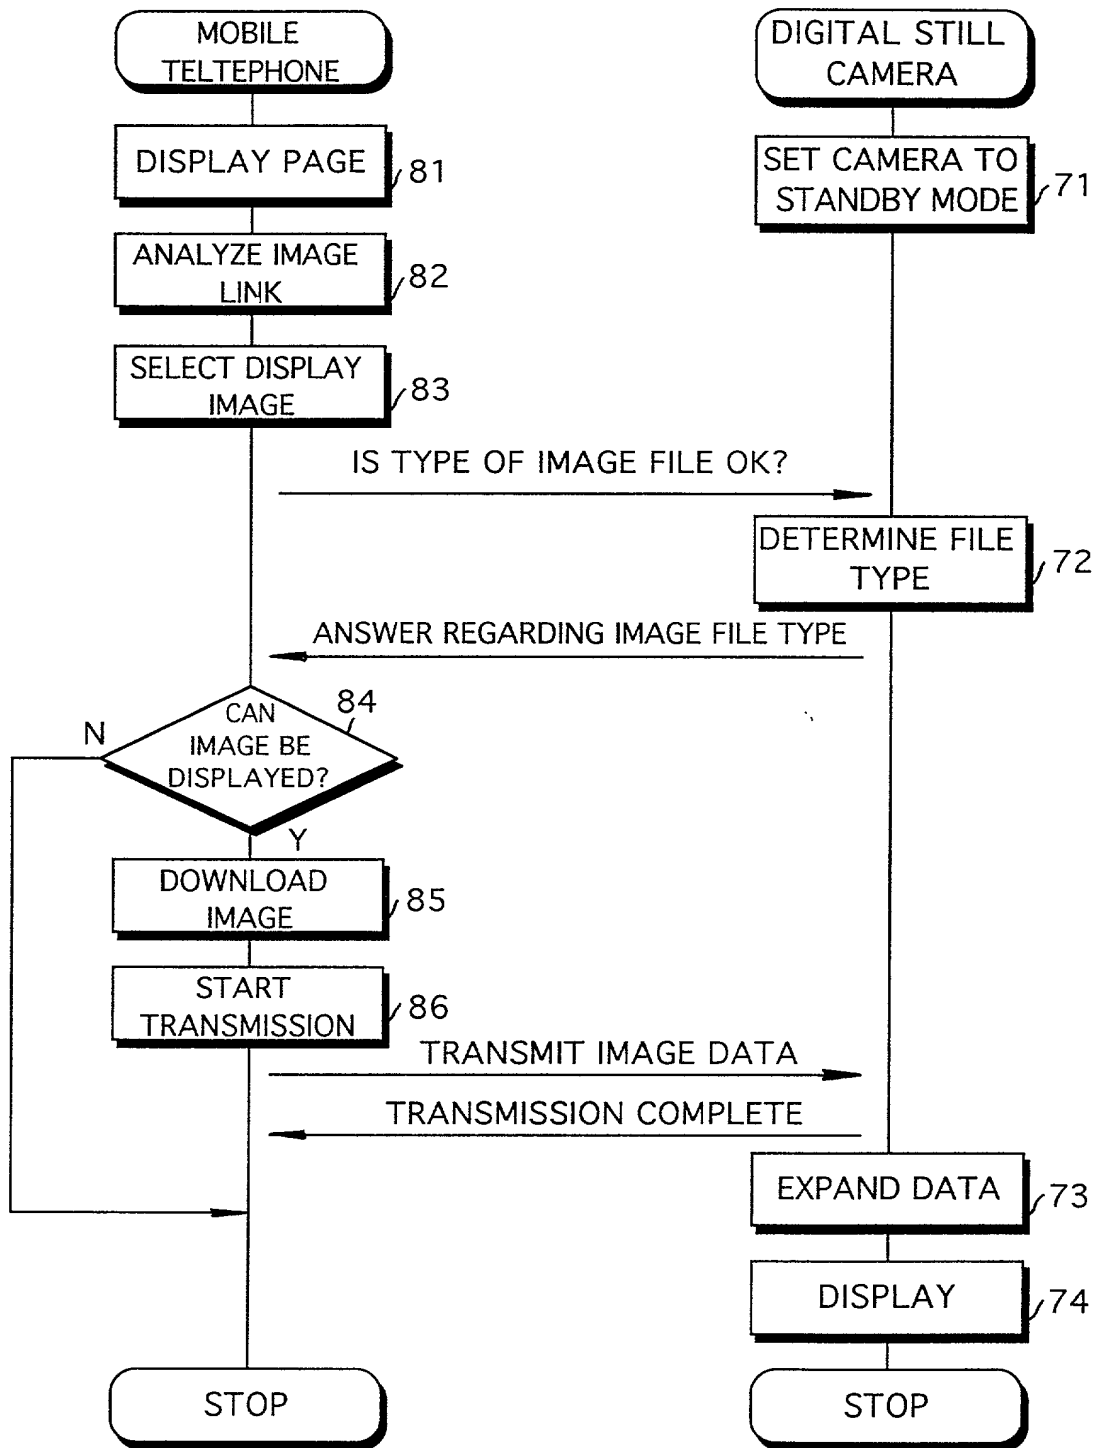 MOBILE
TELTEPHONE
DIGITAL STILL
CAMERA
DISPLAY PAGE
81
SET CAMERA TO
STANDBY MODE
71
ANALYZE IMAGE
LINK
82
SELECT DISPLAY
IMAGE
83
IS TYPE OF IMAGE FILE OK?
DETERMINE FILE
TYPE
72
ANSWER REGARDING IMAGE FILE TYPE
84
N
CAN
IMAGE BE
DISPLAYED?
Y
DOWNLOAD
IMAGE
85
START
TRANSMISSION
86
TRANSMIT IMAGE DATA
TRANSMISSION COMPLETE
EXPAND DATA
73
DISPLAY
74
STOP
STOP